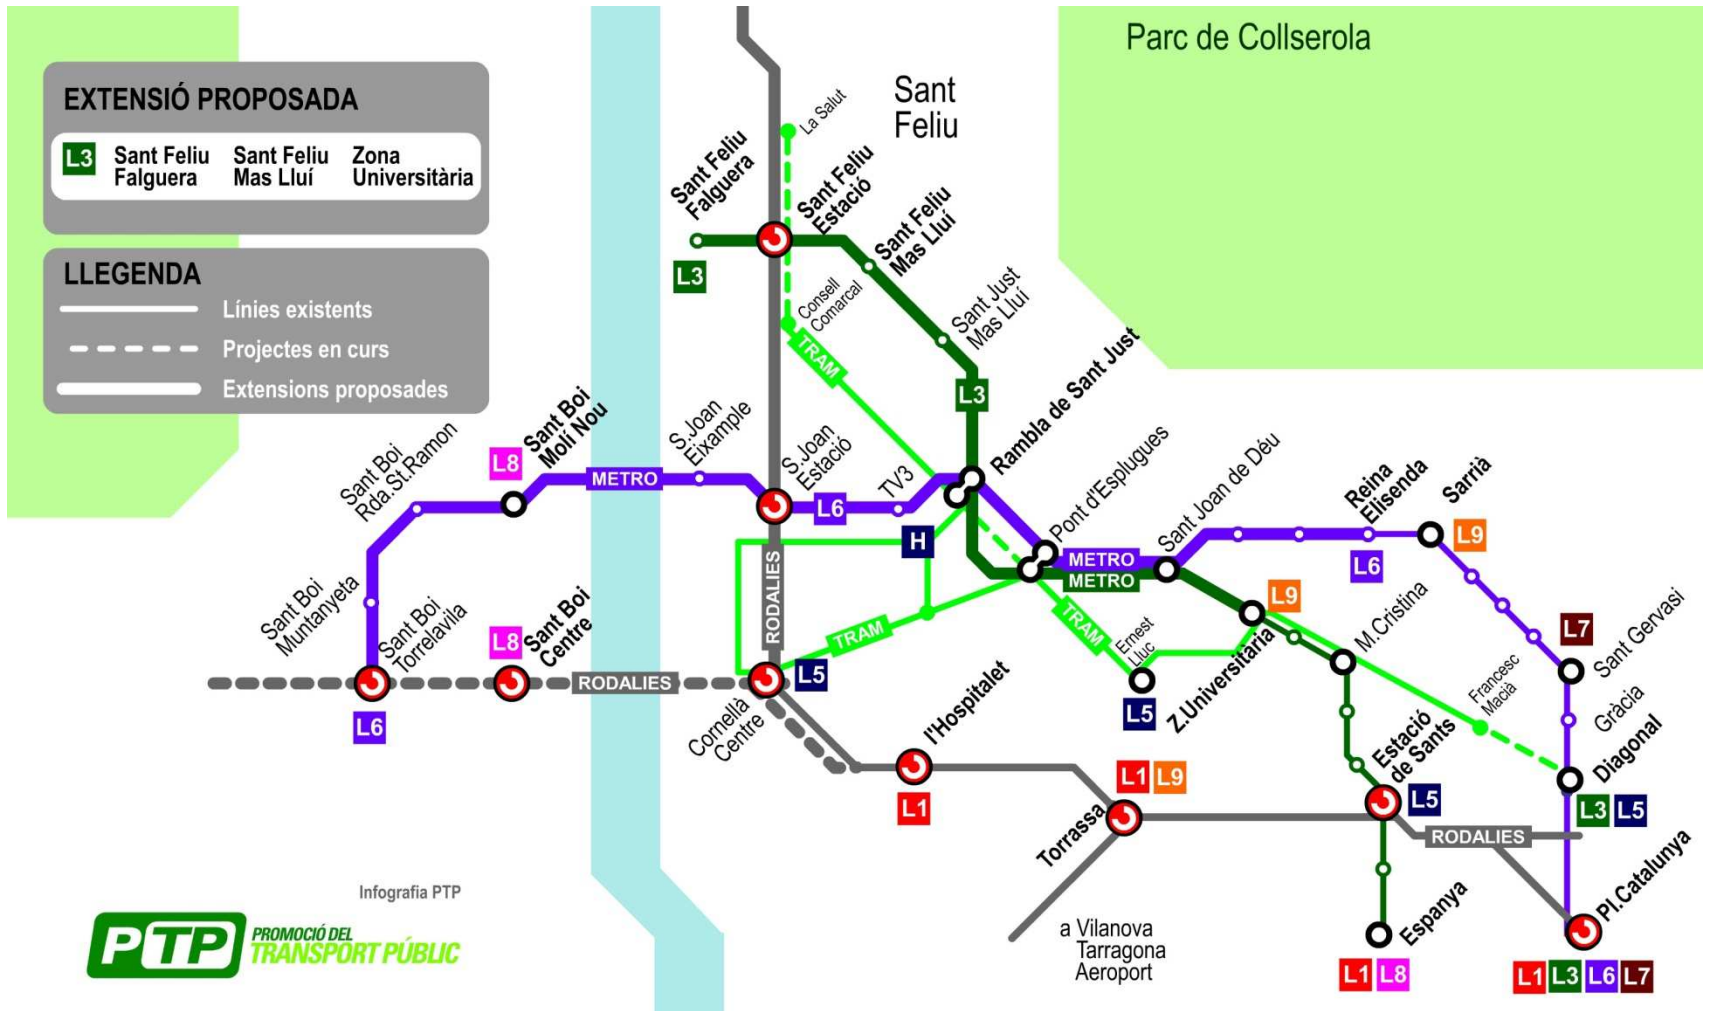 Parc de Collserola
EXTENSIÓ PROPOSADA
L3
Sant Feliu
Falguera
Sant Feliu
Mas Lluí
Zona
Universitària
LLEGENDA
Línies existents
Projectes en curs
Extensions proposades
Sant
Feliu
La Salut
Sant Feliu
Falguera
Sant Feliu
Estació
Sant Feliu
Mas Lluí
L3
Consell
Comarcal
Sant Just
Mas Lluí
TRAM
L3
Rambla de Sant Just
Sant Boi
Rda.St.Ramon
L8
Sant Boi
Molí Nou
METRO
S.Joan
Eixample
S.Joan
Estació
L6
TV3
Pont d'Esplugues
Sant Joan de Déu
Reina
Elisenda
Sarrià
L9
L6
H
METRO
METRO
RODALIES
Sant Boi
Muntanyeta
Sant Boi
Torrelavila
L8
Sant Boi
Centre
TRAM
TRAM
Ernest
Lluc
L9
M.Cristina
L7
Sant Gervasi
RODALIES
L5
L6
Cornellà
Centre
l'Hospitalet
L5
Z.Universitària
Francesc
Macià
Gràcia
Estació
de Sants
Diagonal
L1
L1
L9
Torrassa
L5
L3
L5
RODALIES
Pl.Catalunya
Espanya
a Vilanova
Tarragona
Aeroport
L1
L8
L1
L3
L6
L7
Infografia PTP
PTP
PROMOCIÓ DEL
TRANSPORT PÚBLIC